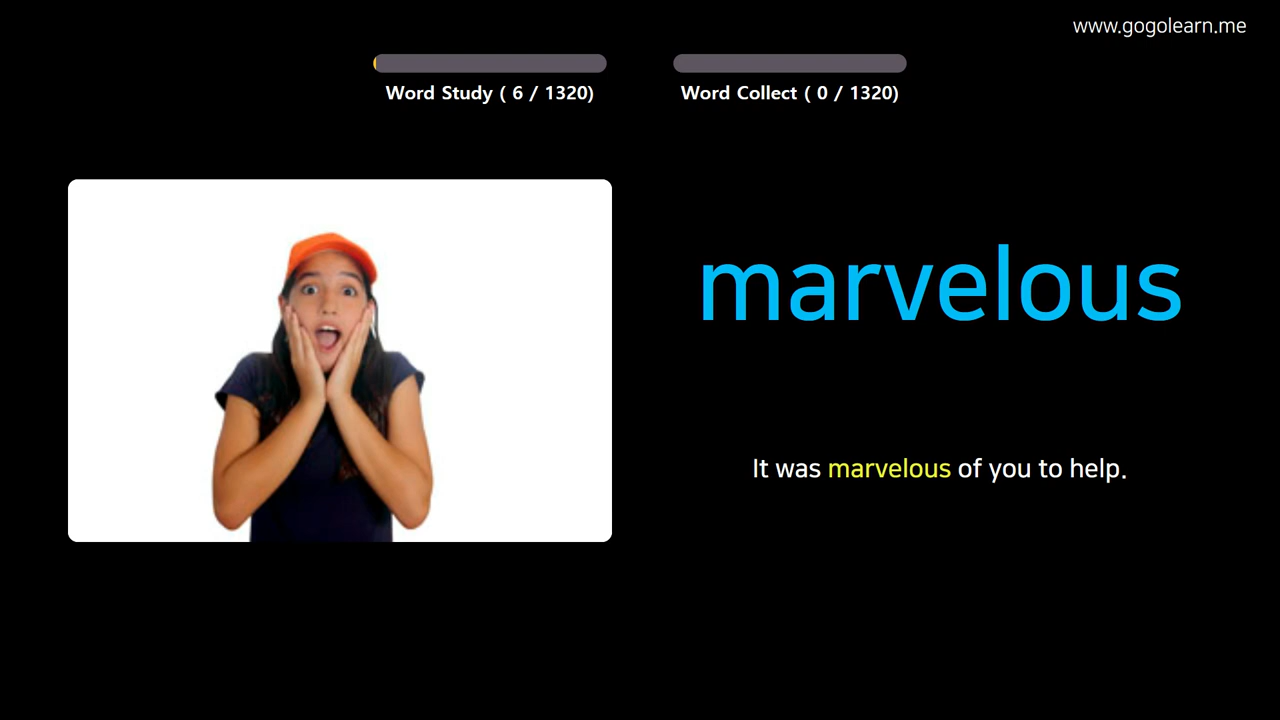 www.gogolearn.me
Word Study ( 6 / 1320)
Word Collect ( 0 / 1320)
marvelous
It was marvelous of you to help.